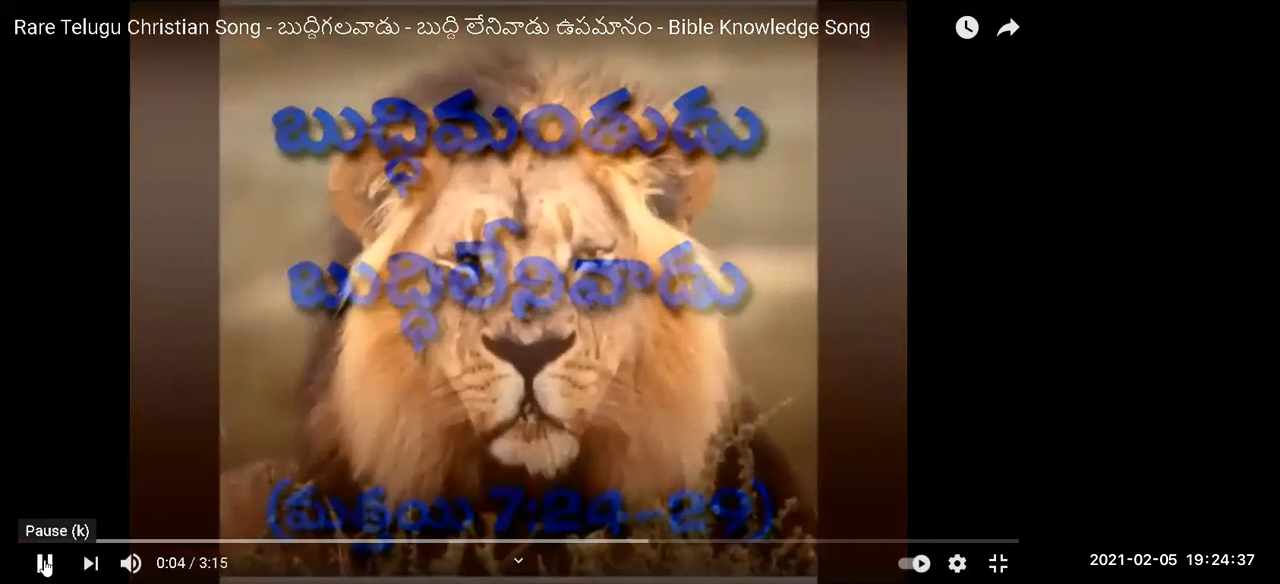 Rare Telugu Christian Song - బుద్ధిగలవాడు - బుద్ధి లేనివాడు ఉపమానం - Bible Knowledge Song
బుద్ధిమంతుడు
బుద్ధిలేనివాడు
(మత్తయి 7:24-29)
Pause (k)
0:04 / 3:15
2021-02-05 19:24:37